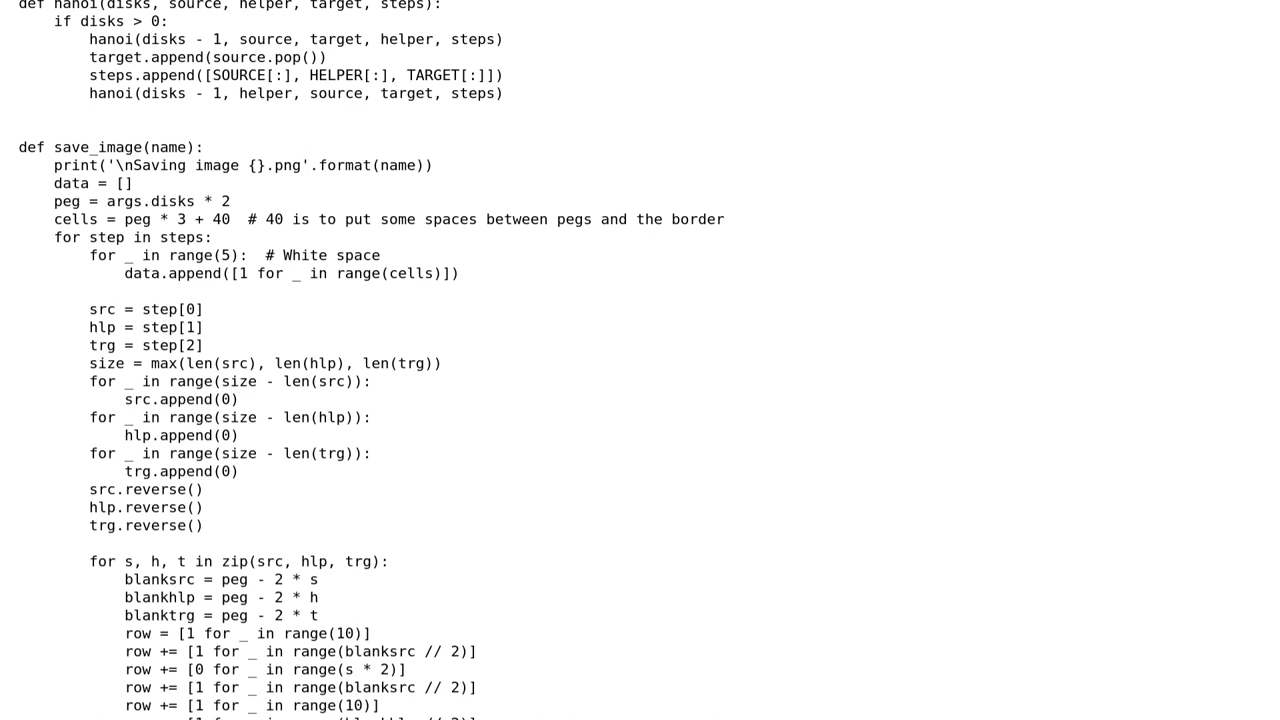 def hanoi(disks, source, helper, target, steps):
    if disks > 0:
        hanoi(disks - 1, source, target, helper, steps)
        target.append(source.pop())
        steps.append([SOURCE[:], HELPER[:], TARGET[:]])
        hanoi(disks - 1, helper, source, target, steps)


def save_image(name):
    print('\nSaving image {}.png'.format(name))
    data = []
    peg = args.disks * 2
    cells = peg * 3 + 40  # 40 is to put some spaces between pegs and the border
    for step in steps:
        for _ in range(5):  # White space
            data.append([1 for _ in range(cells)])

        src = step[0]
        hlp = step[1]
        trg = step[2]
        size = max(len(src), len(hlp), len(trg))
        for _ in range(size - len(src)):
            src.append(0)
        for _ in range(size - len(hlp)):
            hlp.append(0)
        for _ in range(size - len(trg)):
            trg.append(0)
        src.reverse()
        hlp.reverse()
        trg.reverse()

        for s, h, t in zip(src, hlp, trg):
            blanksrc = peg - 2 * s
            blankhlp = peg - 2 * h
            blanktrg = peg - 2 * t
            row = [1 for _ in range(10)]
            row += [1 for _ in range(blanksrc // 2)]
            row += [0 for _ in range(s * 2)]
            row += [1 for _ in range(blanksrc // 2)]
            row += [1 for _ in range(10)]